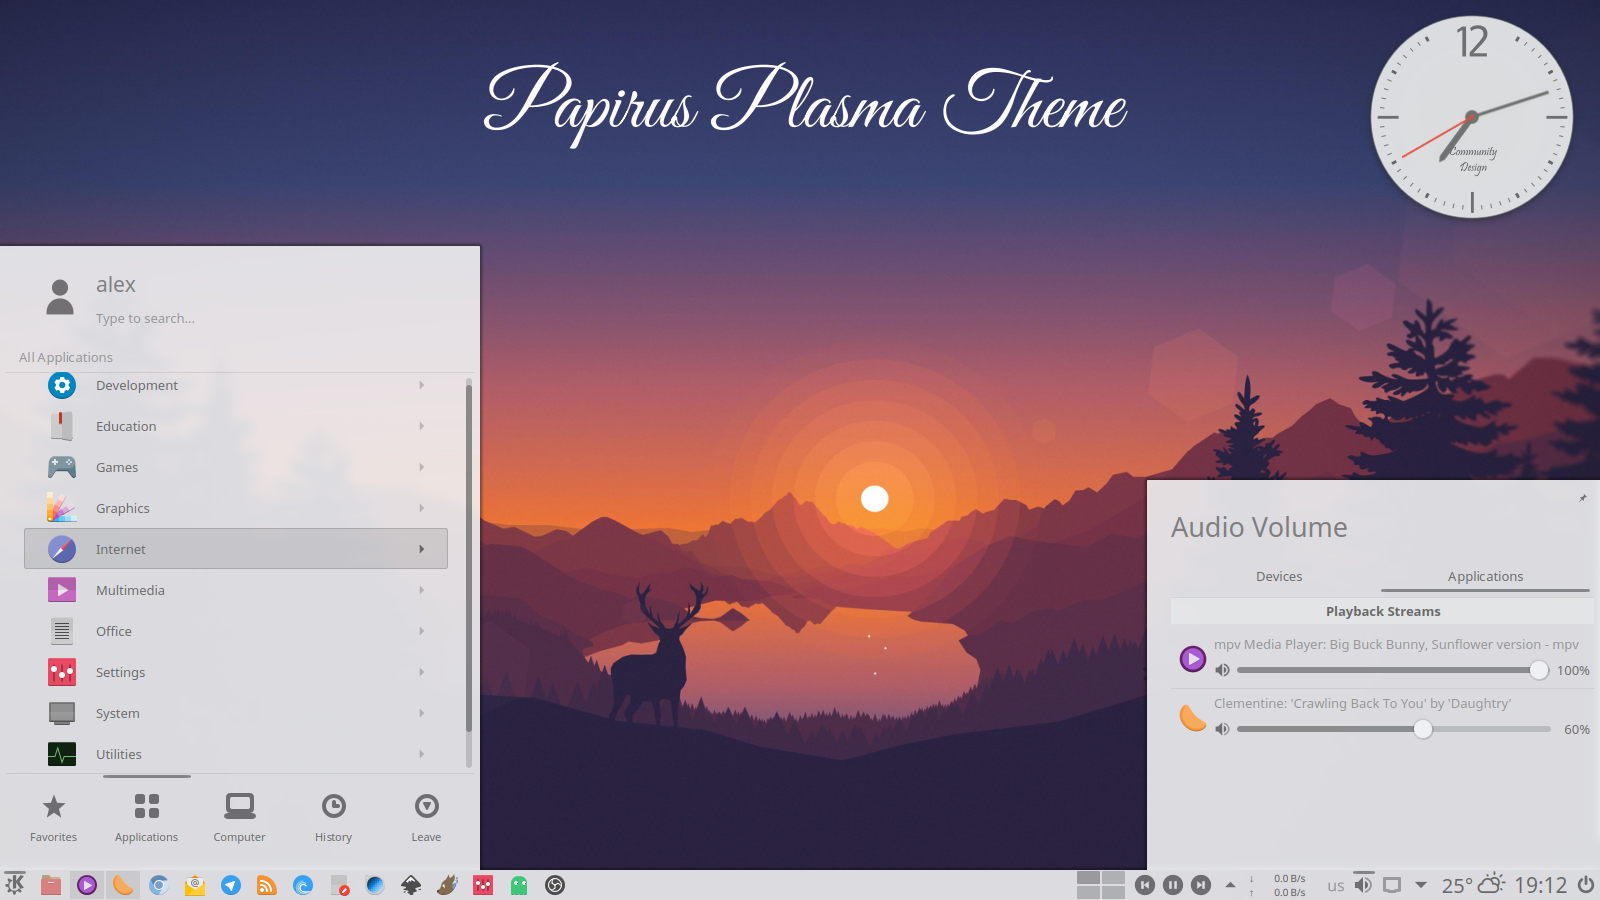 Papirus Plasma Theme
12
Community
Design
alex
Type to search...
All Applications
Development
Education
Games
Graphics
Internet
Multimedia
Office
Settings
System
Utilities
Favorites
Applications
Computer
History
Leave
Audio Volume
Devices
Applications
Playback Streams
mpv Media Player: Big Buck Bunny, Sunflower version - mpv
100%
Clementine: 'Crawling Back To You' by 'Daughtry'
60%
↓ 0.0 B/s
↑ 0.0 B/s
us
25°
19:12